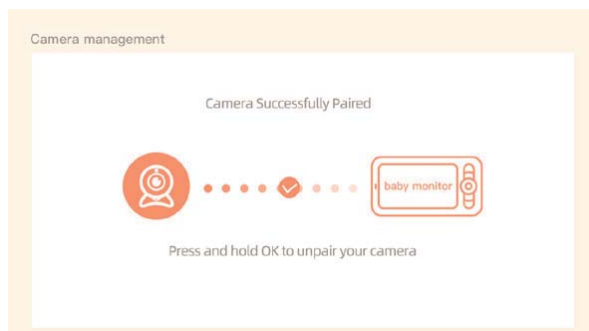 Camera management
Camera Successfully Paired
baby monitor
Press and hold OK to unpair your camera